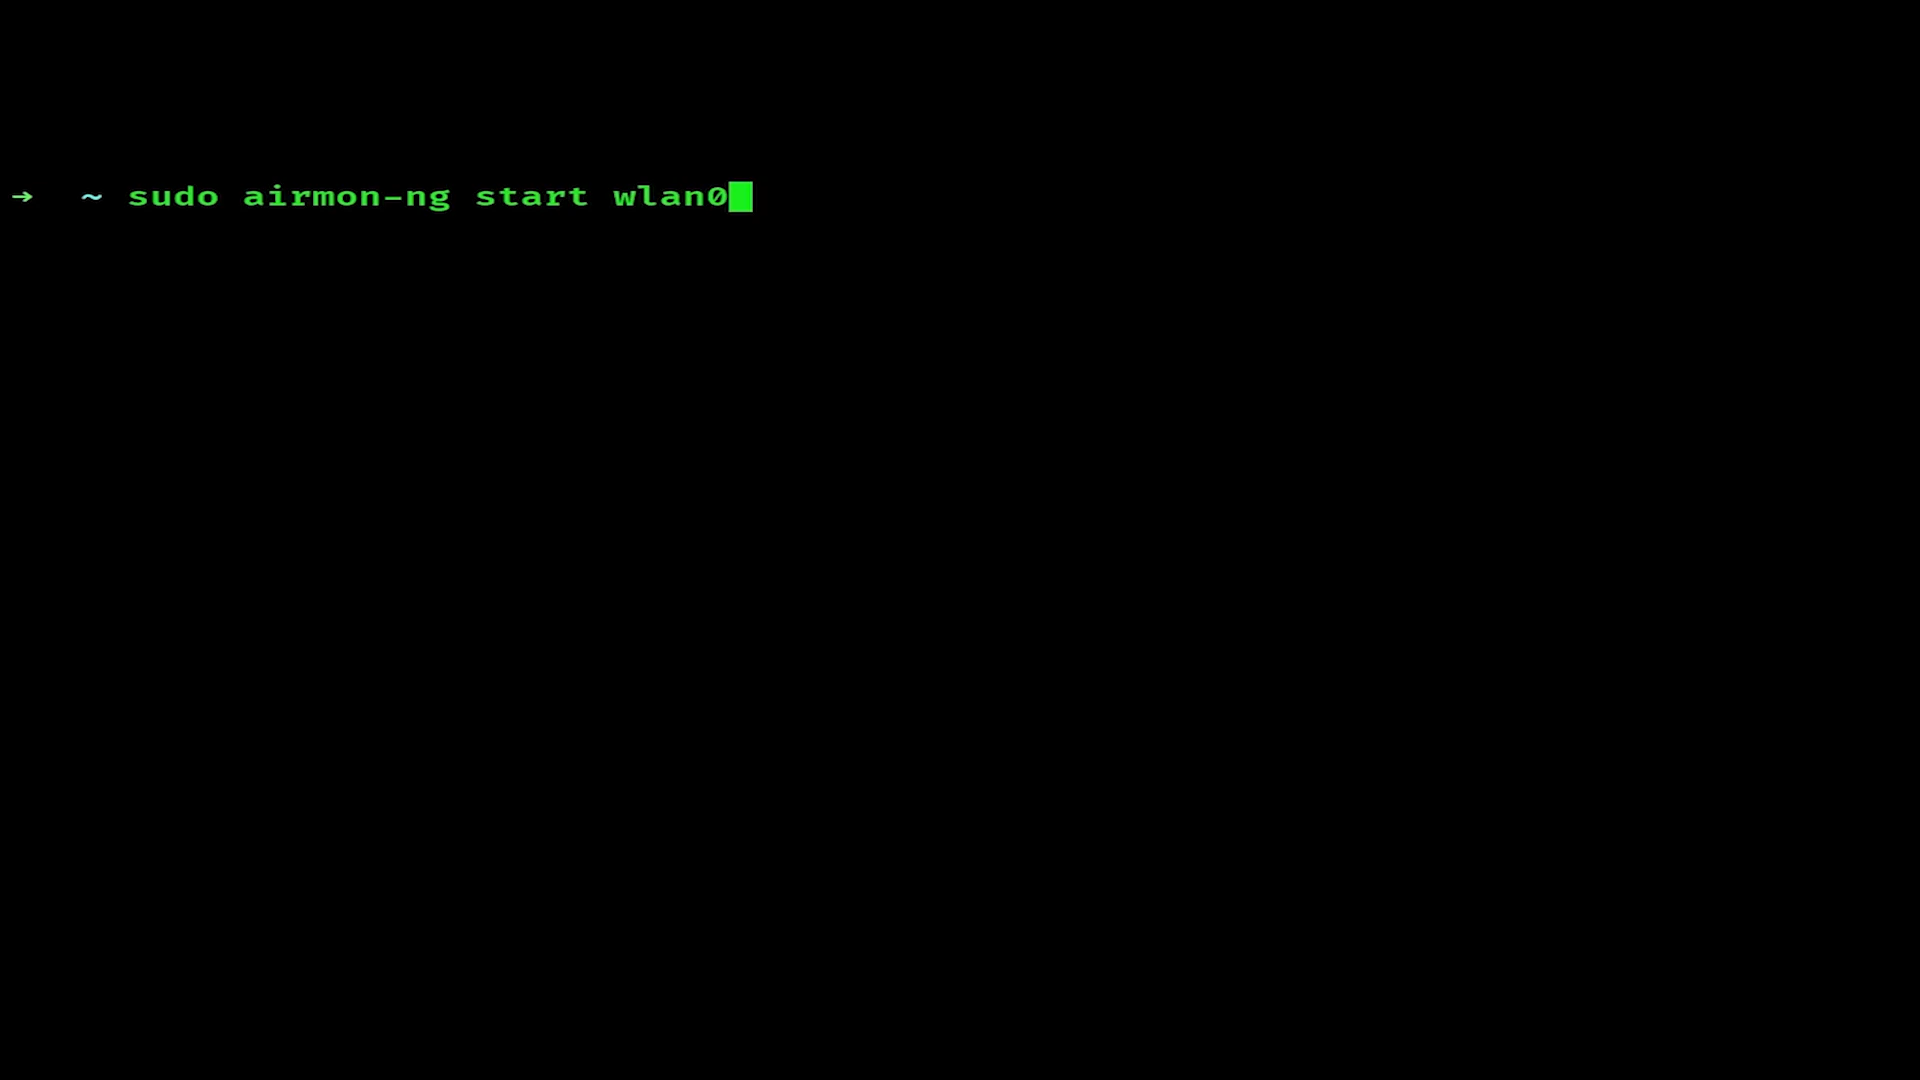 → ~ sudo airmon-ng start wlan0